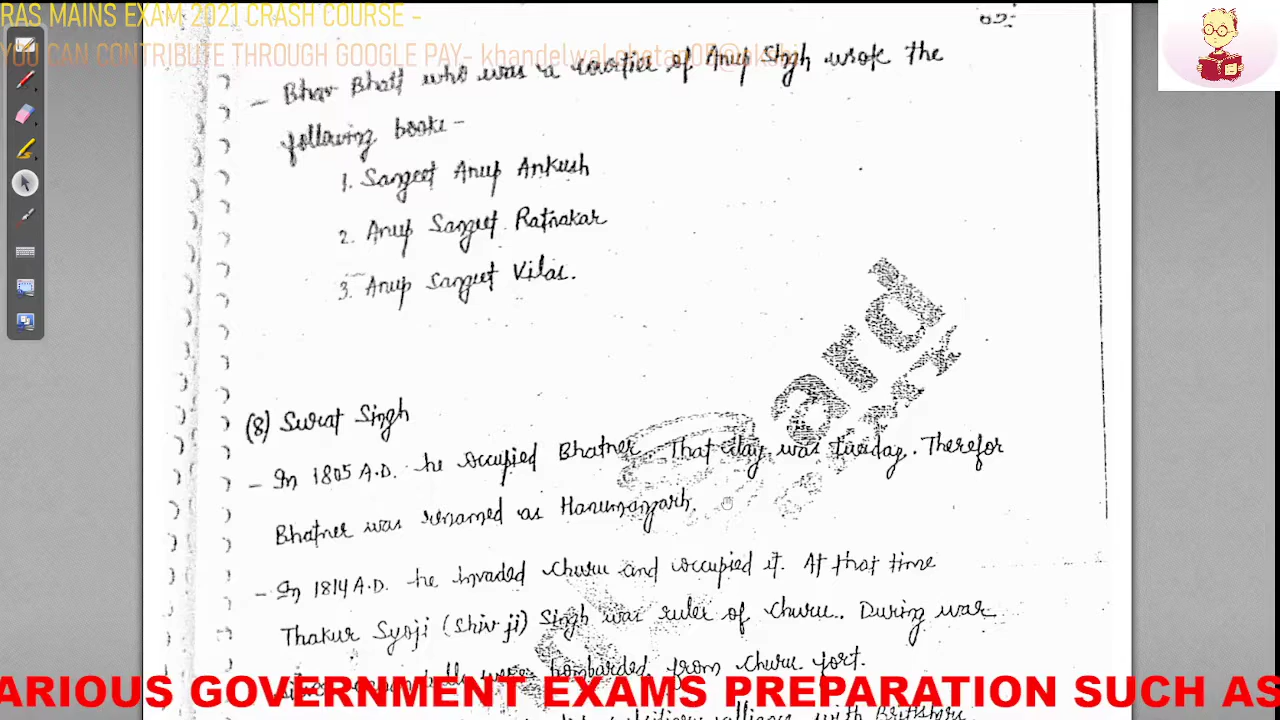 RAS MAINS EXAM 2021 CRASH COURSE -
YOU CAN CONTRIBUTE THROUGH GOOGLE PAY-
- Bhav Bhatt who was a courtier of Anup Singh wrote the
following books -
1. Sangeet Anup Ankush
2. Anup Sangeet Ratnakar
3. Anup Sangeet Vilas.
(8) Surat Singh
- In 1805 A.D. he occupied Bhatner. That day was tuesday. Therefor
Bhatner was renamed as Hanumangarh.
- In 1814 A.D. he invaded churu and occupied it. At that time
Thakur Syoji (Shiv ji) Singh was ruler of churu. During war
were bombarded from churu fort.
alliance with Britishers
ARIOUS GOVERNMENT EXAMS PREPARATION SUCH AS